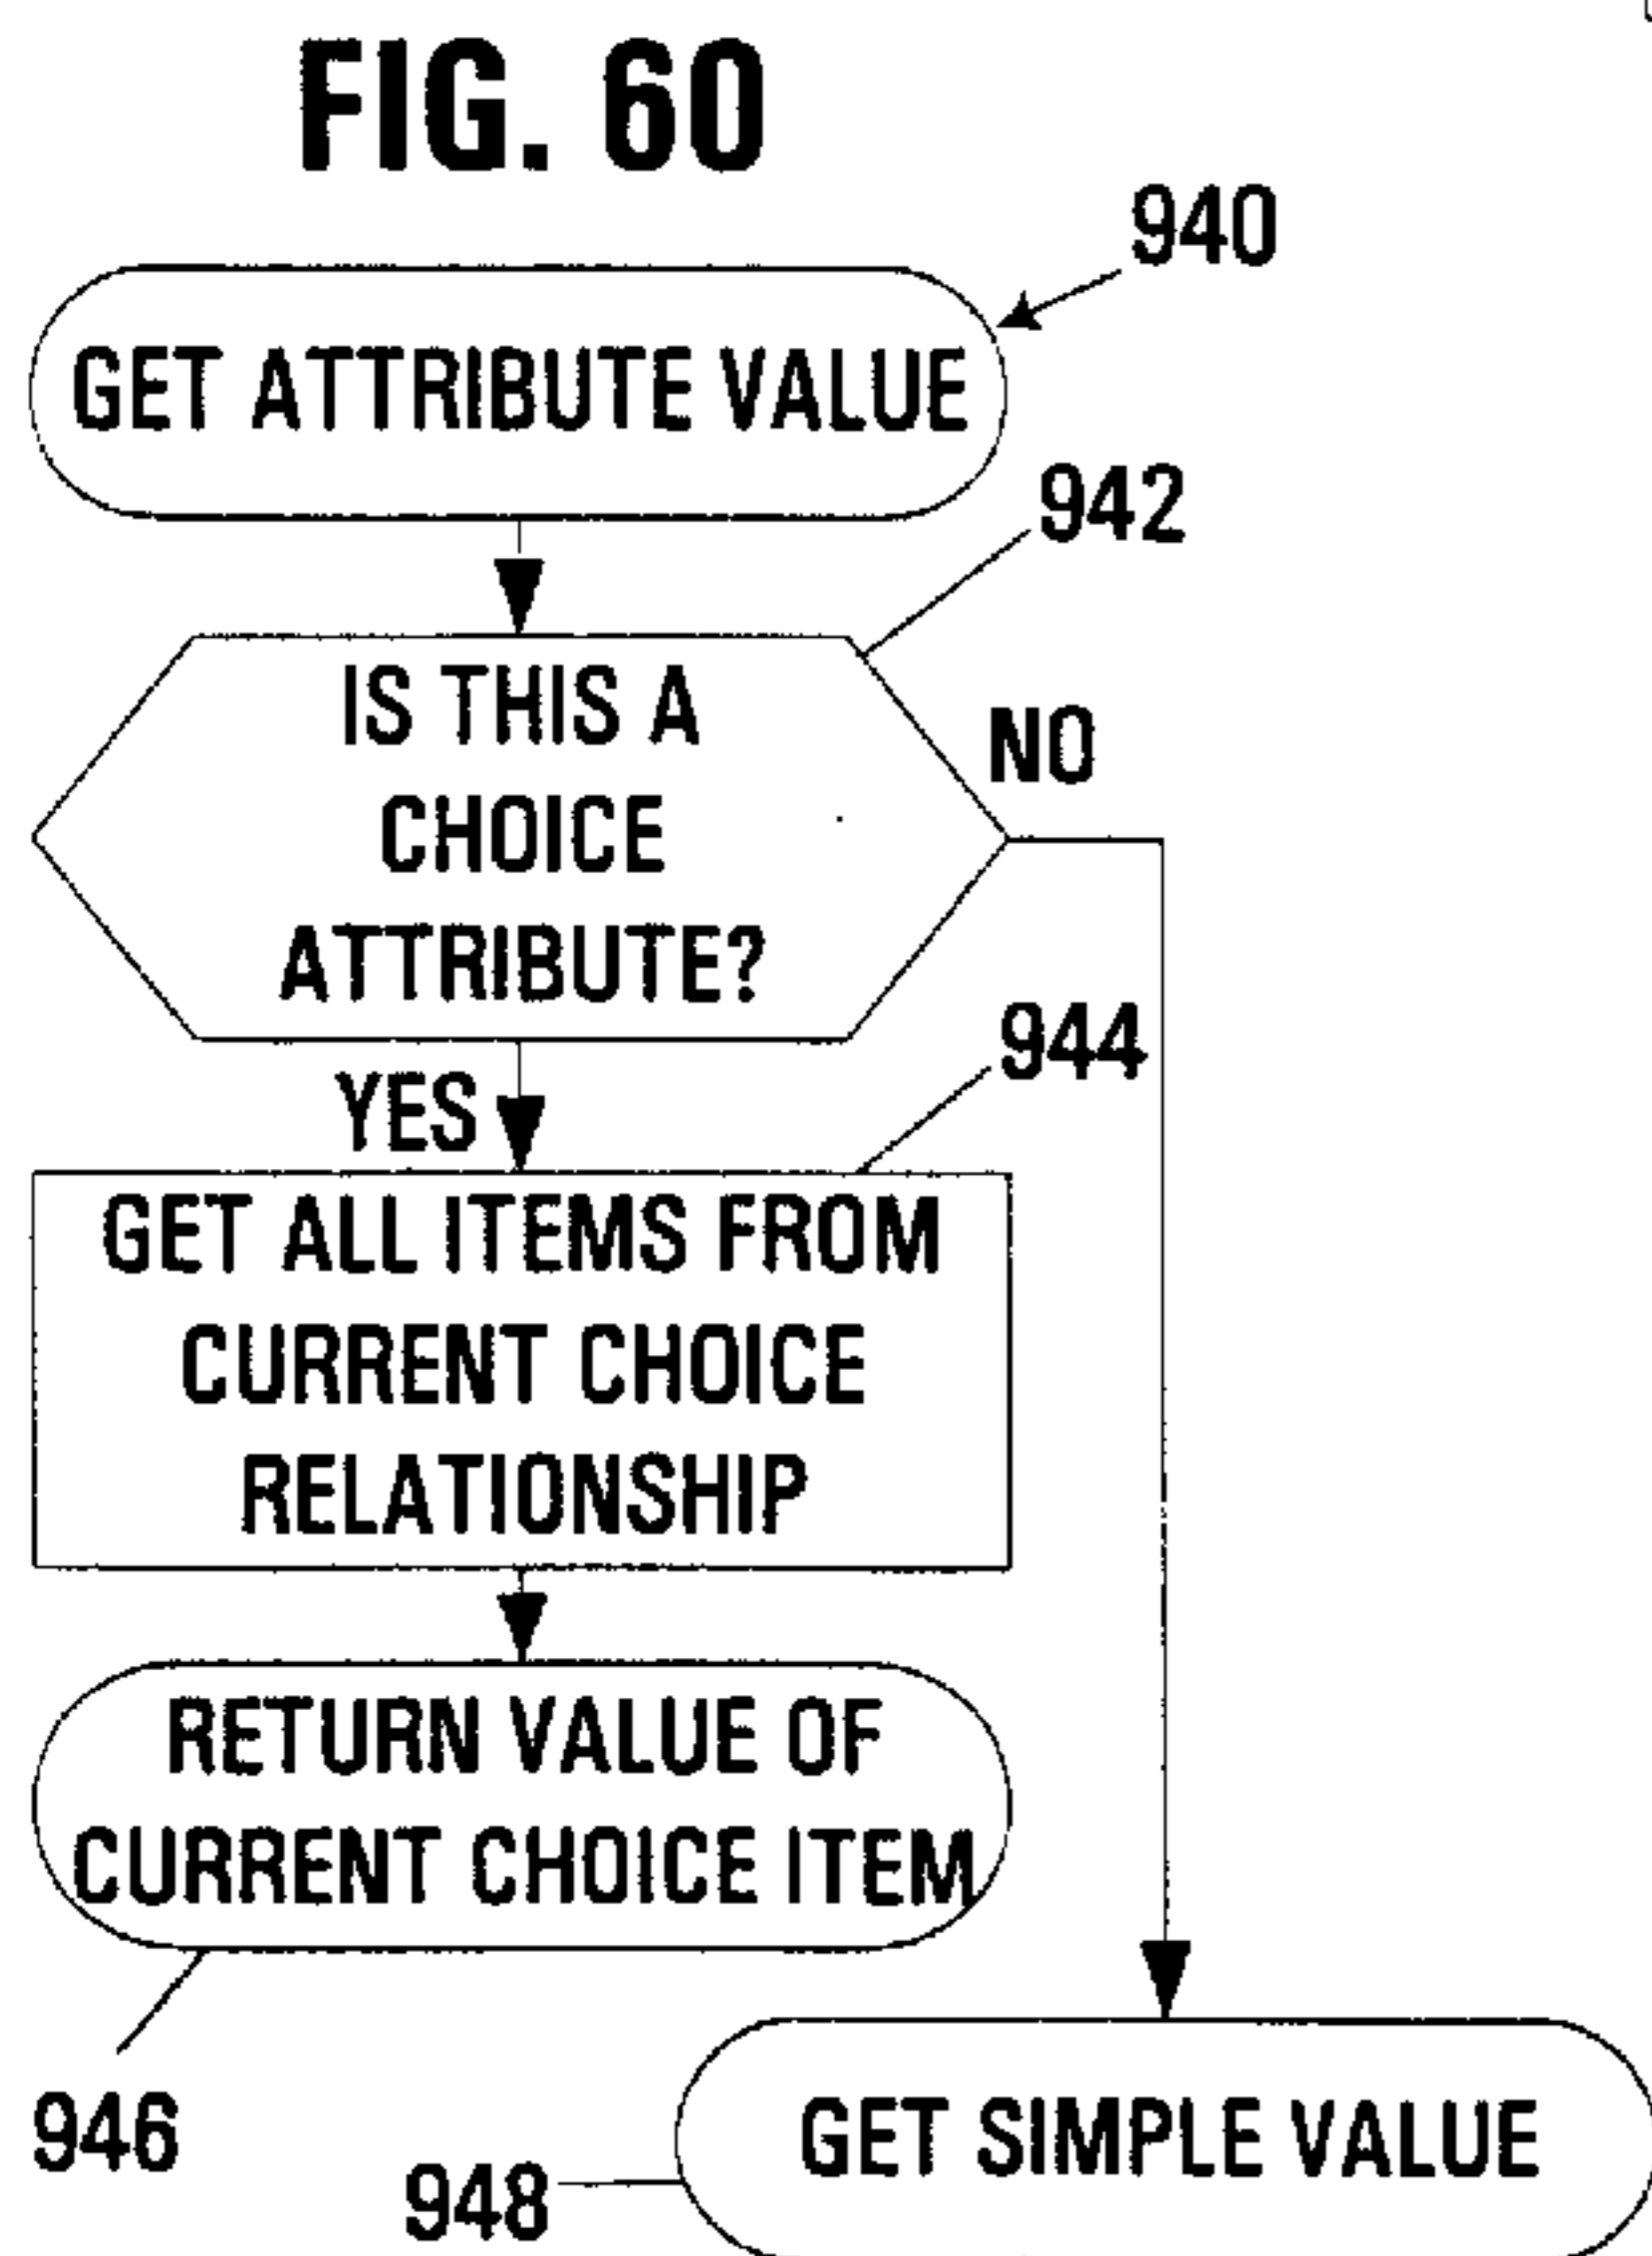 FIG. 60
940
GET ATTRIBUTE VALUE
942
IS THIS A
CHOICE
ATTRIBUTE?
NO
YES
944
GET ALL ITEMS FROM
CURRENT CHOICE
RELATIONSHIP
RETURN VALUE OF
CURRENT CHOICE ITEM
946
948
GET SIMPLE VALUE